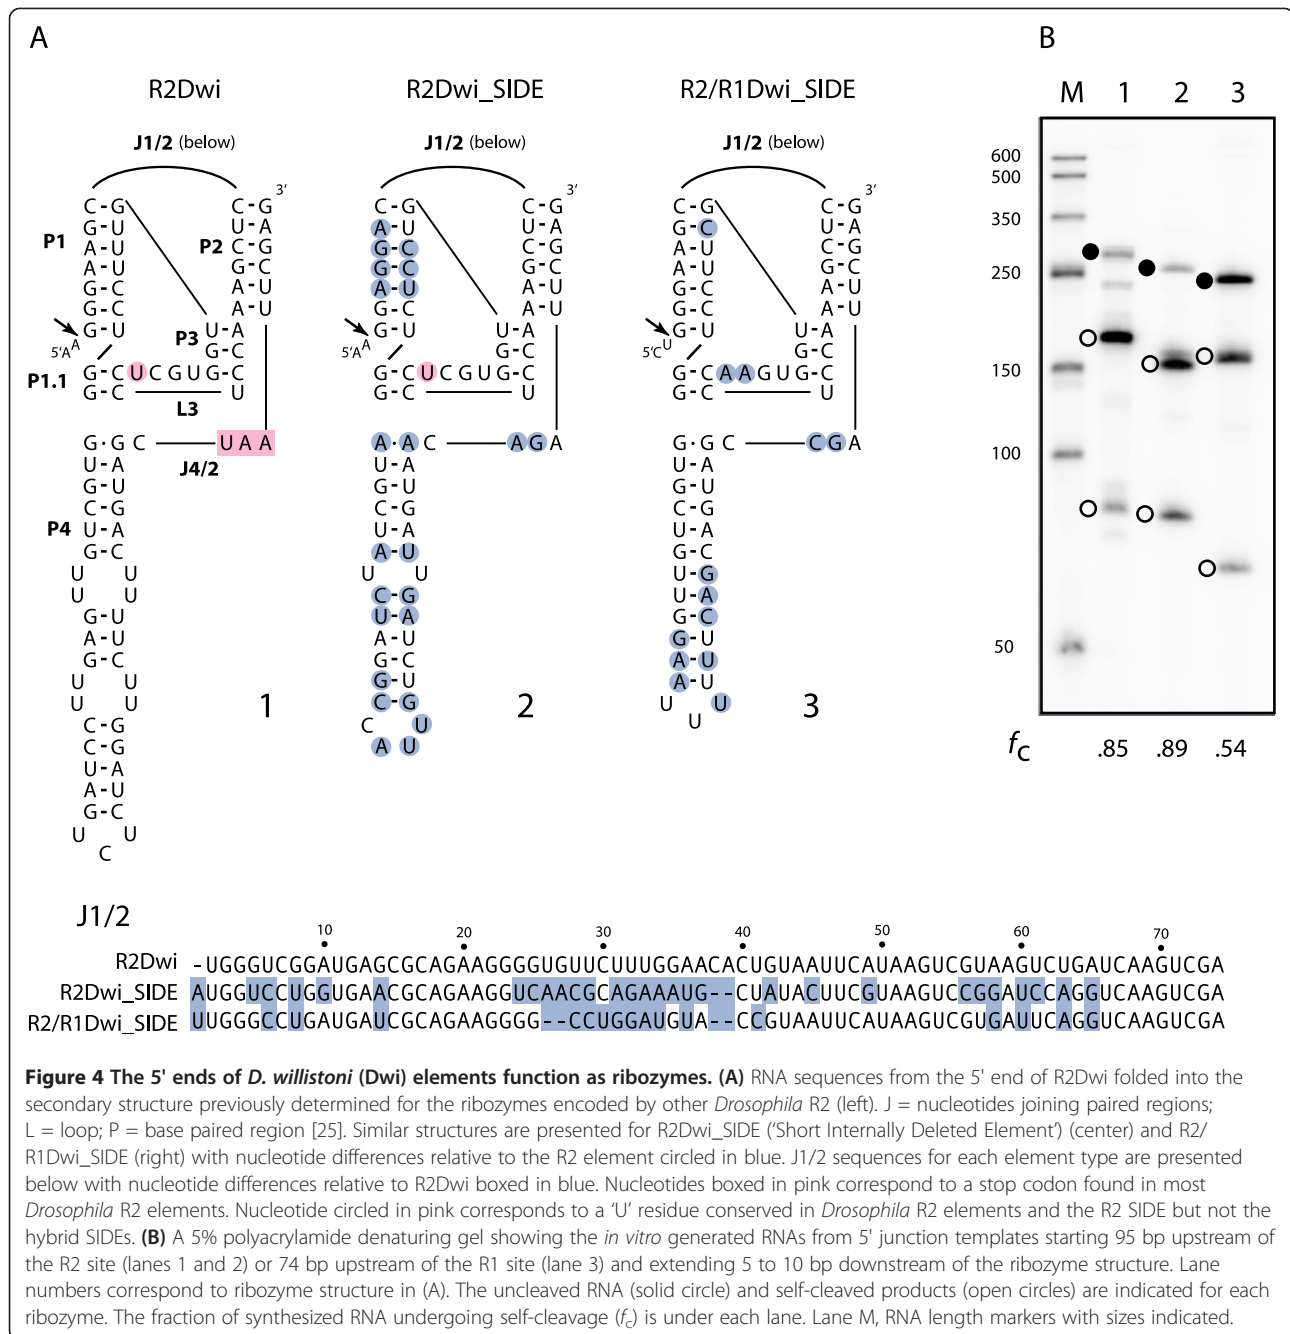 A
B
R2Dwi R2Dwi_SIDE R2/R1Dwi_SIDE
M 1 2 3
J1/2 (below) J1/2 (below) J1/2 (below)
600
500
350
250
150
100
50
3' 3' 3'
P1 P2
P3
5'A A 5'A A 5'C U
P1.1
L3
U C G U G U C G U G A A G U G
G·G C U A A A·A C A G A G·G C C G A
J4/2
P4
1 2 3
fc .85 .89 .54
J1/2
10 20 30 40 50 60 70
R2Dwi -UGGGUCGGAUGAGCGCAGAAGGGGUGUUCUUUGGAACACUGUAAUUCAUAAGUCGUAAGUCUGAUCAAGUCGA
R2Dwi_SIDE AUGGUCCUGGUGAACGCAGAAGGUCAACGCAGAAAUG--CUAUACUUCGUAAGUCCGGAUCCAGGUCAAGUCGA
R2/R1Dwi_SIDE UUGGGCCUGAUGAUCGCAGAAGGGG--CCUGGAUGUA--CCGUAAUUCAUAAGUCGUGAUUCAGGUCAAGUCGA
Figure 4 The 5' ends of D. willistoni (Dwi) elements function as ribozymes. (A) RNA sequences from the 5' end of R2Dwi folded into the
secondary structure previously determined for the ribozymes encoded by other Drosophila R2 (left). J = nucleotides joining paired regions;
L = loop; P = base paired region [25]. Similar structures are presented for R2Dwi_SIDE ('Short Internally Deleted Element') (center) and R2/
R1Dwi_SIDE (right) with nucleotide differences relative to the R2 element circled in blue. J1/2 sequences for each element type are presented
below with nucleotide differences relative to R2Dwi boxed in blue. Nucleotides boxed in pink correspond to a stop codon found in most
Drosophila R2 elements. Nucleotide circled in pink corresponds to a 'U' residue conserved in Drosophila R2 elements and the R2 SIDE but not the
hybrid SIDEs. (B) A 5% polyacrylamide denaturing gel showing the in vitro generated RNAs from 5' junction templates starting 95 bp upstream of
the R2 site (lanes 1 and 2) or 74 bp upstream of the R1 site (lane 3) and extending 5 to 10 bp downstream of the ribozyme structure. Lane
numbers correspond to ribozyme structure in (A). The uncleaved RNA (solid circle) and self-cleaved products (open circles) are indicated for each
ribozyme. The fraction of synthesized RNA undergoing self-cleavage (fc) is under each lane. Lane M, RNA length markers with sizes indicated.